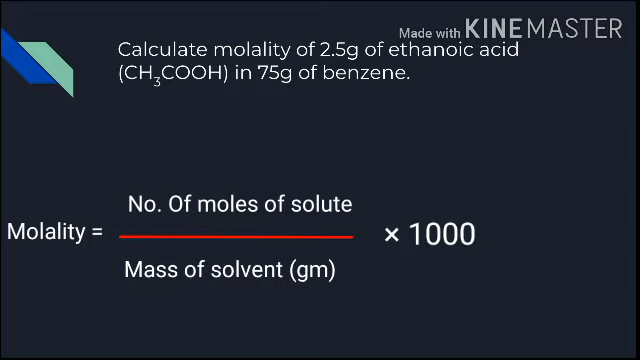 Made with KINEMASTER
Calculate molality of 2.5g of ethanoic acid
(CH₃COOH) in 75g of benzene.
No. Of moles of solute
Molality =
× 1000
Mass of solvent (gm)